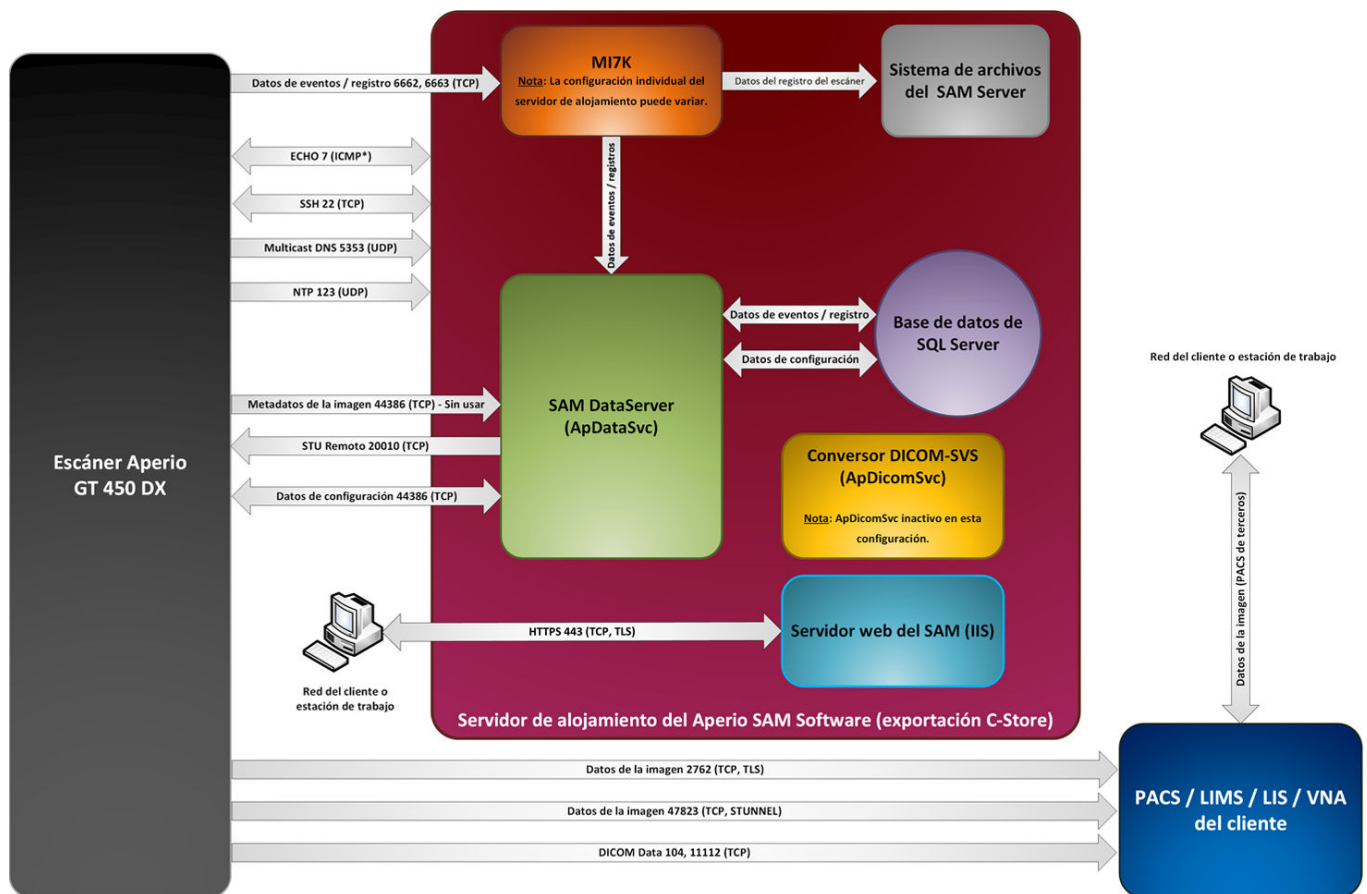 Escáner Aperio
GT 450 DX
Datos de eventos / registro 6662, 6663 (TCP)
ECHO 7 (ICMP*)
SSH 22 (TCP)
Multicast DNS 5353 (UDP)
NTP 123 (UDP)
Metadatos de la imagen 44386 (TCP) - Sin usar
STU Remoto 20010 (TCP)
Datos de configuración 44386 (TCP)
MI7K
Nota: La configuración individual del
servidor de alojamiento puede variar.
Datos del registro del escáner
Sistema de archivos
del SAM Server
Datos de eventos / registros
SAM DataServer
(ApDataSvc)
Datos de eventos / registro
Datos de configuración
Base de datos de
SQL Server
Conversor DICOM-SVS
(ApDicomSvc)
Nota: ApDicomSvc inactivo en esta
configuración.
HTTPS 443 (TCP, TLS)
Servidor web del SAM (IIS)
Red del cliente o
estación de trabajo
Servidor de alojamiento del Aperio SAM Software (exportación C-Store)
Red del cliente o estación de trabajo
Datos de la imagen (PACS de terceros)
Datos de la imagen 2762 (TCP, TLS)
Datos de la imagen 47823 (TCP, STUNNEL)
DICOM Data 104, 11112 (TCP)
PACS / LIMS / LIS / VNA
del cliente